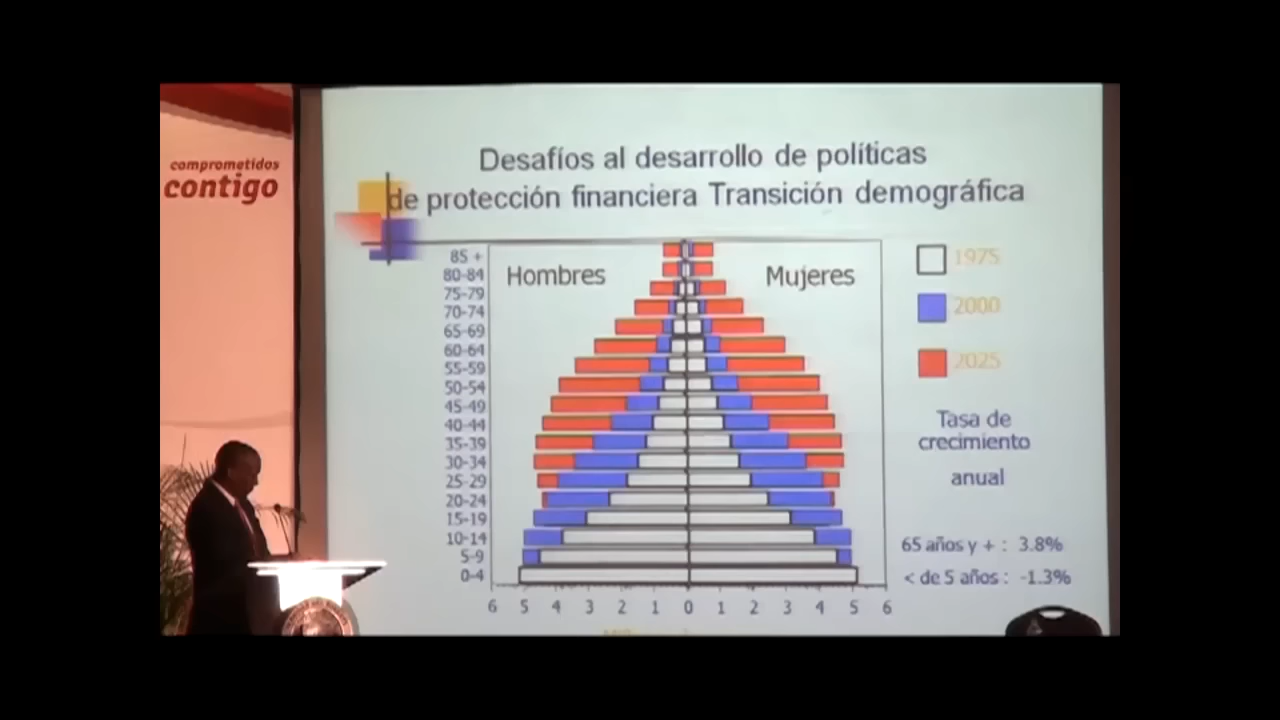 comprometidos
contigo
Desafíos al desarrollo de políticas
de protección financiera Transición demográfica
Hombres
Mujeres
85 +
80-84
75-79
70-74
65-69
60-64
55-59
50-54
45-49
40-44
35-39
30-34
25-29
20-24
15-19
10-14
5-9
0-4
6 5 4 3 2 1 0 1 2 3 4 5 6
1975
2000
2025
Tasa de
crecimiento
anual
65 años y + : 3.8%
< de 5 años : -1.3%